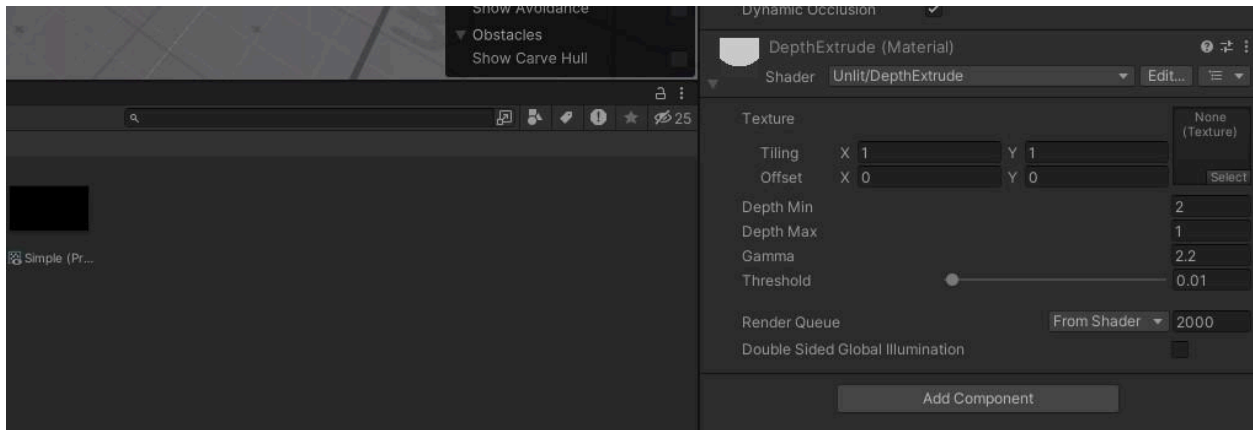 Show Avoidance
Obstacles
Show Carve Hull
25
Simple (Pr...
Dynamic Occlusion
DepthExtrude (Material)
Shader Unlit/DepthExtrude Edit...
Texture
None
(Texture)
Tiling X 1 Y 1
Offset X 0 Y 0
Select
Depth Min 2
Depth Max 1
Gamma 2.2
Threshold 0.01
Render Queue From Shader 2000
Double Sided Global Illumination
Add Component